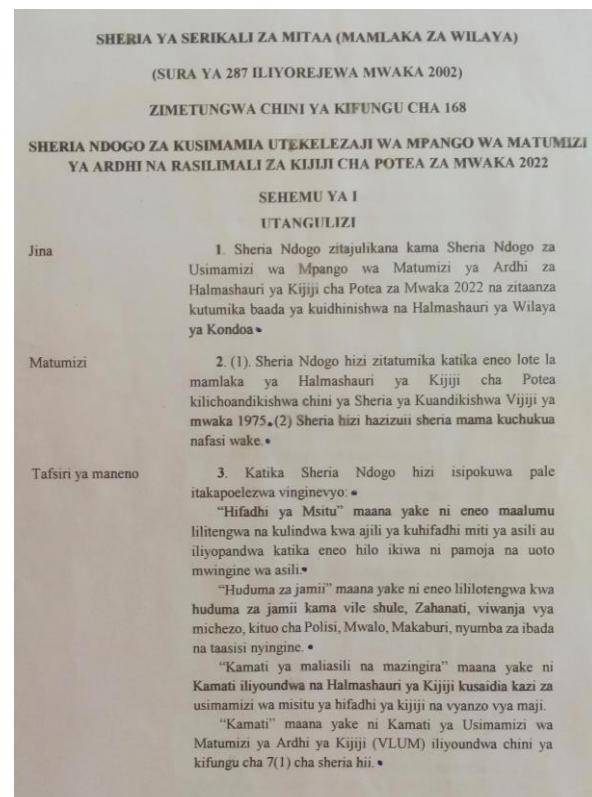 SHERIA YA SERIKALI ZA MITAA (MAMLAKA ZA WILAYA)
(SURA YA 287 ILIYOREJEWA MWAKA 2002)
ZIMETUNGWA CHINI YA KIFUNGU CHA 168
SHERIA NDOGO ZA KUSIMAMIA UTEKELEZAJI WA MPANGO WA MATUMIZI
YA ARDHI NA RASILIMALI ZA KIJIJI CHA POTEA ZA MWAKA 2022
SEHEMU YA I
UTANGULIZI
Jina
1. Sheria Ndogo zitajulikana kama Sheria Ndogo za
Usimamizi wa Mpango wa Matumizi ya Ardhi za
Halmashauri ya Kijiji cha Potea za Mwaka 2022 na zitaanza
kutumika baada ya kuidhinishwa na Halmashauri ya Wilaya
ya Kondoa
Matumizi
2. (1). Sheria Ndogo hizi zitatumika katika eneo lote la
mamlaka ya Halmashauri ya Kijiji cha Potea
kilichoandikishwa chini ya Sheria ya Kuandikishwa Vijiji ya
mwaka 1975.(2) Sheria hizi hazizuii sheria mama kuchukua
nafasi wake.
Tafsiri ya maneno
3. Katika Sheria Ndogo hizi isipokuwa pale
itakapoelezwa vinginevyo:
“Hifadhi ya Msitu” maana yake ni eneo maalumu
lilitengwa na kulindwa kwa ajili ya kuhifadhi miti ya asili au
iliyopandwa katika eneo hilo ikiwa ni pamoja na uoto
mwingine wa asili.
“Huduma za jamii” maana yake ni eneo lililotengwa kwa
huduma za jamii kama vile shule, Zahanati, viwanja vya
michezo, kituo cha Polisi, Mwalo, Makaburi, nyumba za ibada
na taasisi nyingine.
“Kamati ya maliasili na mazingira” maana yake ni
Kamati iliyoundwa na Halmashauri ya Kijiji kusaidia kazi za
usimamizi wa misitu ya hifadhi ya kijiji na vyanzo vya maji.
“Kamati” maana yake ni Kamati ya Usimamizi wa
Matumizi ya Ardhi ya Kijiji (VLUM) iliyoundwa chini ya
kifungu cha 7(1) cha sheria hii.